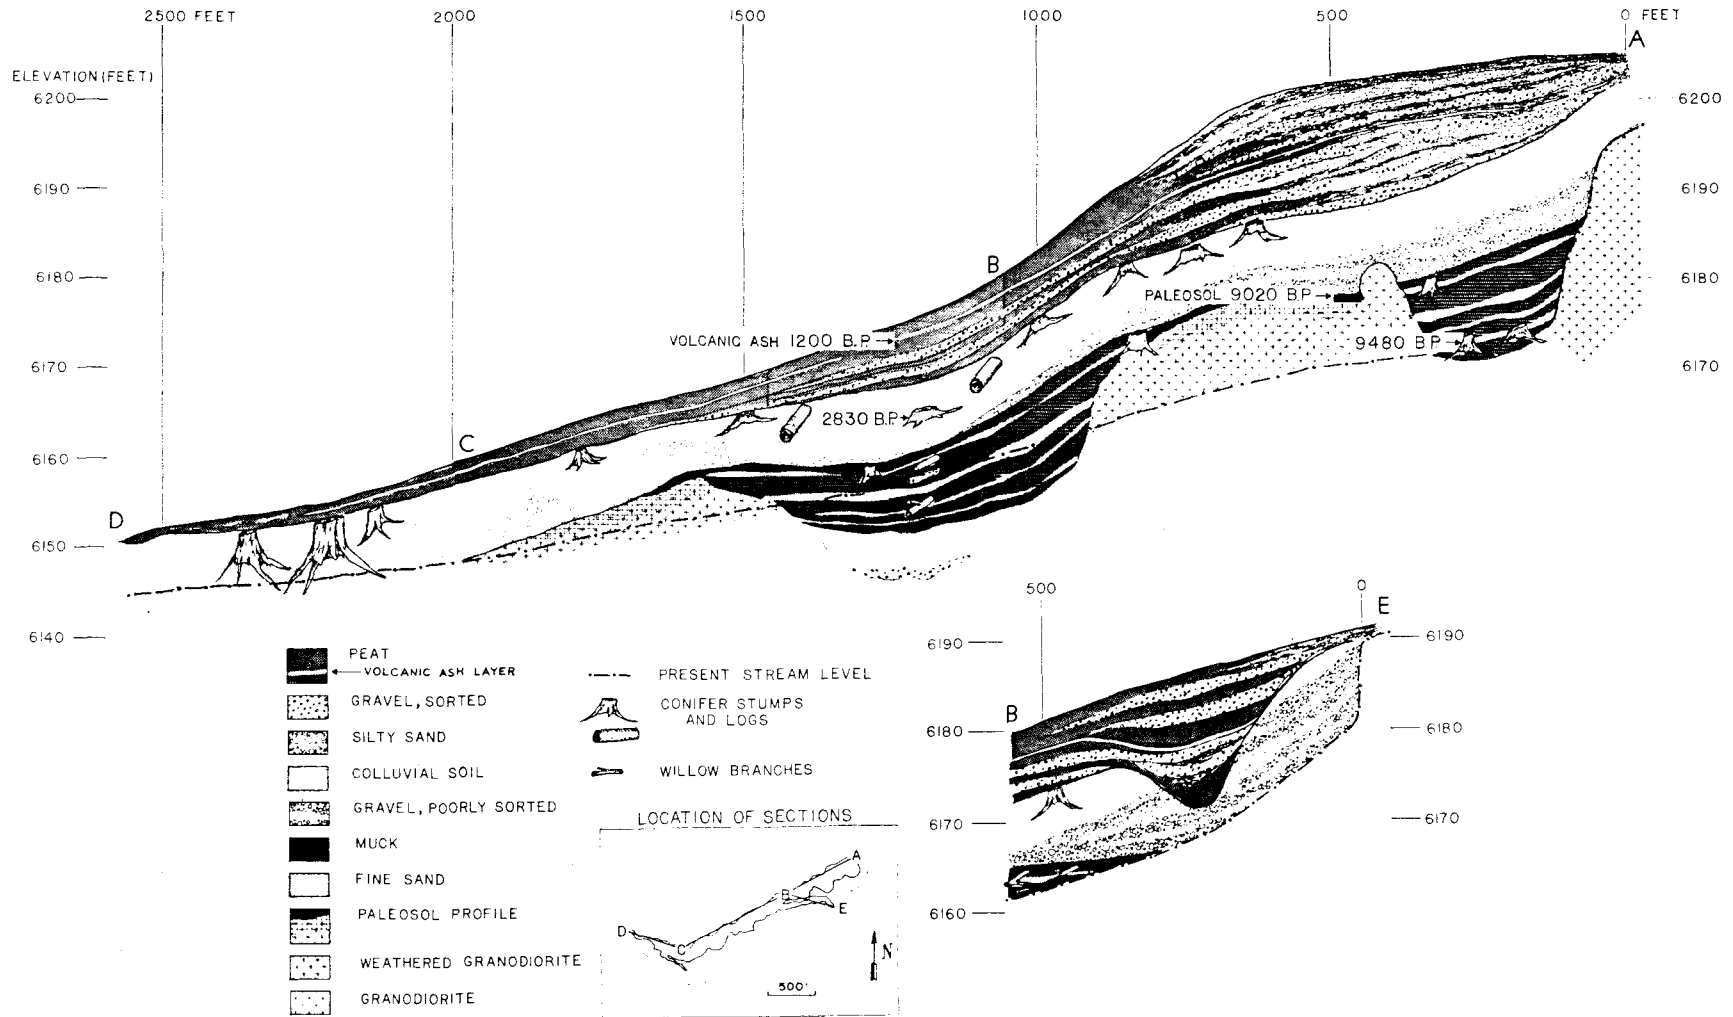 2500 FEET 2000 1500 1000 500 0 FEET
A
ELEVATION (FEET)
6200 6200
6190 6190
B
6180 6180
PALEOSOL 9020 B.P.
VOLCANIC ASH 1200 B.P.
9480 B.P.
6170 6170
2830 B.P.
C
6160
D
6150
6140
PEAT
VOLCANIC ASH LAYER
GRAVEL, SORTED
SILTY SAND
COLLUVIAL SOIL
GRAVEL, POORLY SORTED
MUCK
FINE SAND
PALEOSOL PROFILE
WEATHERED GRANODIORITE
GRANODIORITE
PRESENT STREAM LEVEL
CONIFER STUMPS
AND LOGS
WILLOW BRANCHES
LOCATION OF SECTIONS
A
B
E
D
C
N
500'
500 0
E
6190 6190
B
6180 6180
6170 6170
6160